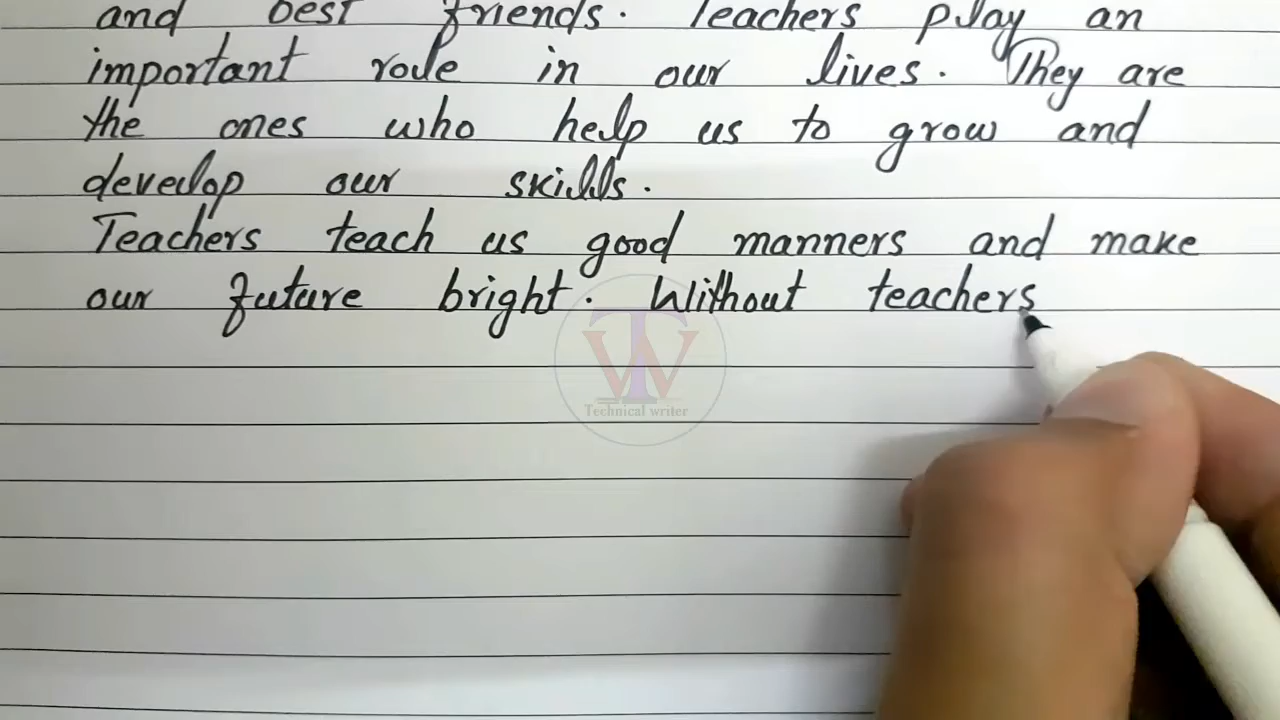 and best friends. Teachers play an
important role in our lives. They are
the ones who help us to grow and
develop our skills.
Teachers teach us good manners and make
our future bright. Without teachers
TW
Technical writer